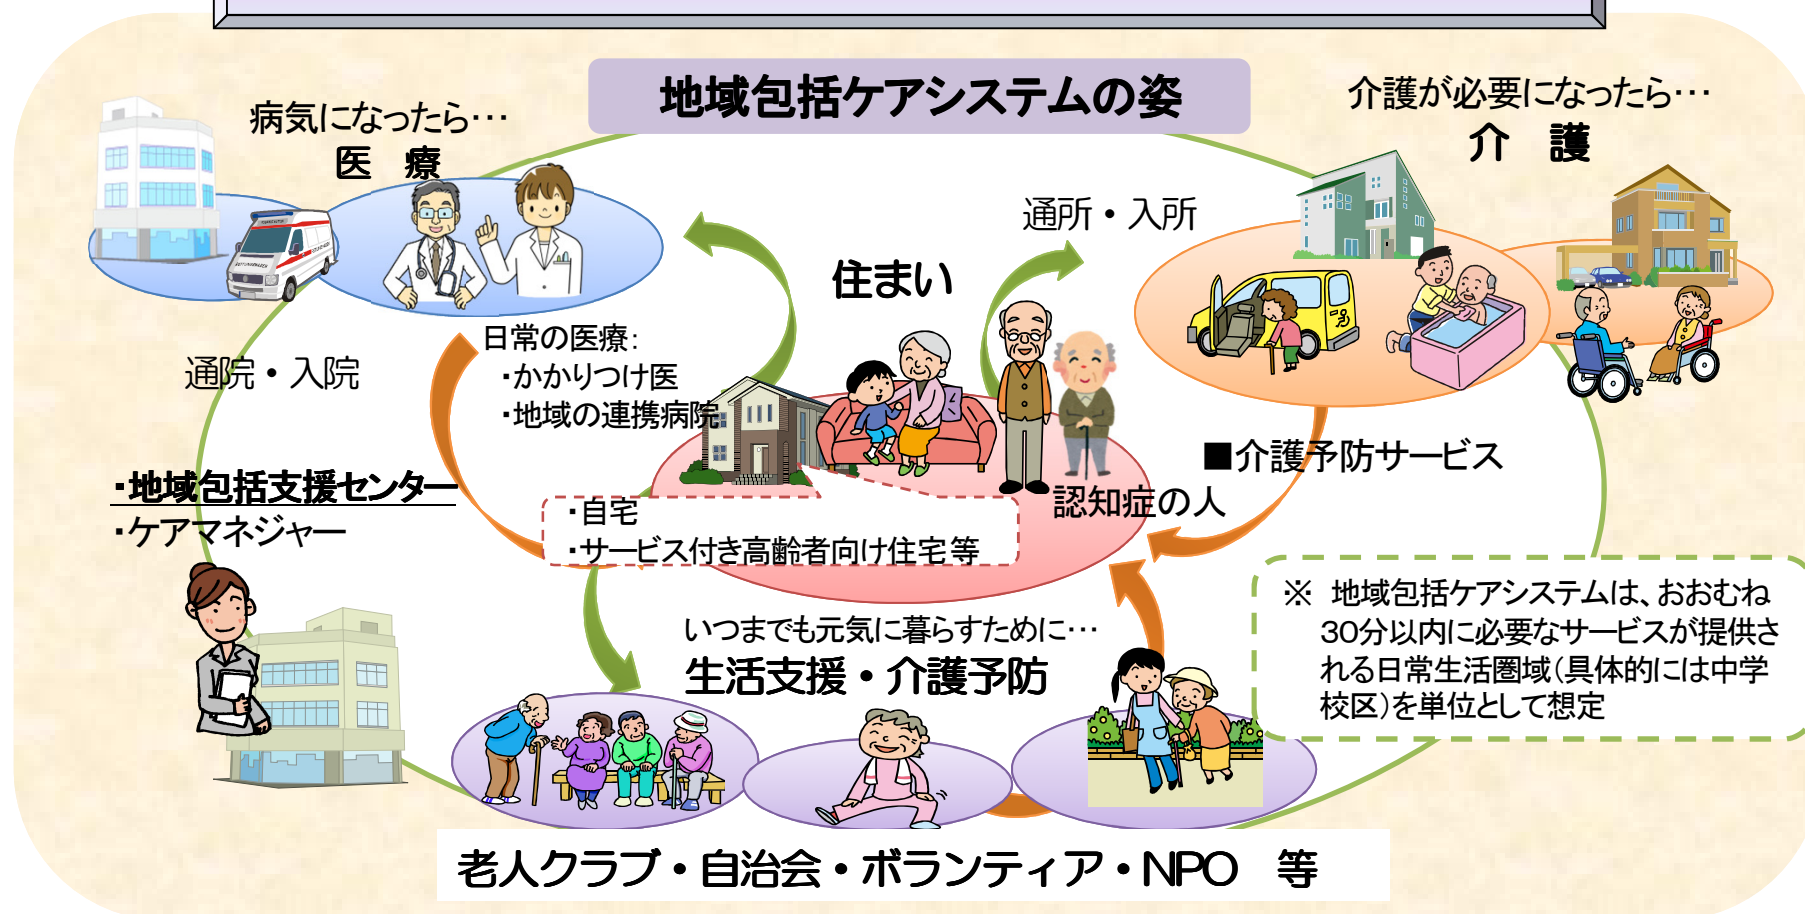 地域包括ケアシステムの姿
病気になったら…
医 療
介護が必要になったら…
介 護
通所・入所
住まい
通院・入院
日常の医療:
・かかりつけ医
・地域の連携病院
・地域包括支援センター
・ケアマネジャー
■介護予防サービス
認知症の人
・自宅
・サービス付き高齢者向け住宅等
いつまでも元気に暮らすために…
生活支援・介護予防
※ 地域包括ケアシステムは、おおむね
30分以内に必要なサービスが提供さ
れる日常生活圏域(具体的には中学
校区)を単位として想定
老人クラブ・自治会・ボランティア・NPO 等